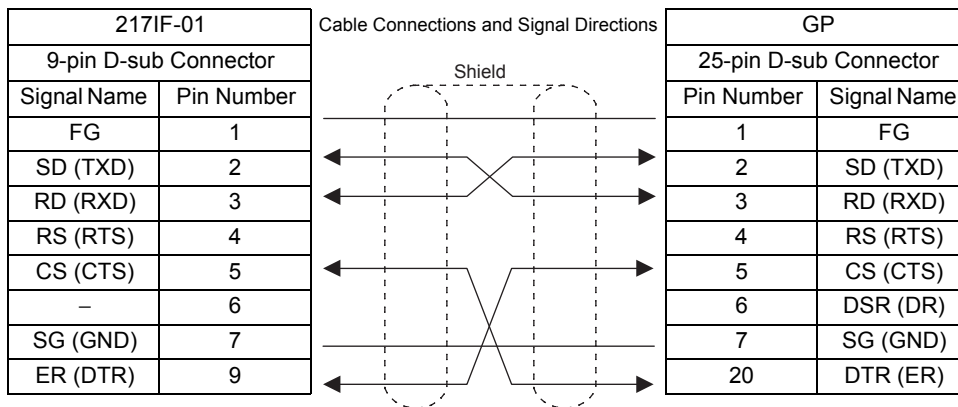 217IF-01 Cable Connections and Signal Directions GP
9-pin D-sub Connector 25-pin D-sub Connector
Shield
Signal Name Pin Number Pin Number Signal Name
FG 1 1 FG
SD (TXD) 2 2 SD (TXD)
RD (RXD) 3 3 RD (RXD)
RS (RTS) 4 4 RS (RTS)
CS (CTS) 5 5 CS (CTS)
– 6 6 DSR (DR)
SG (GND) 7 7 SG (GND)
ER (DTR) 9 20 DTR (ER)